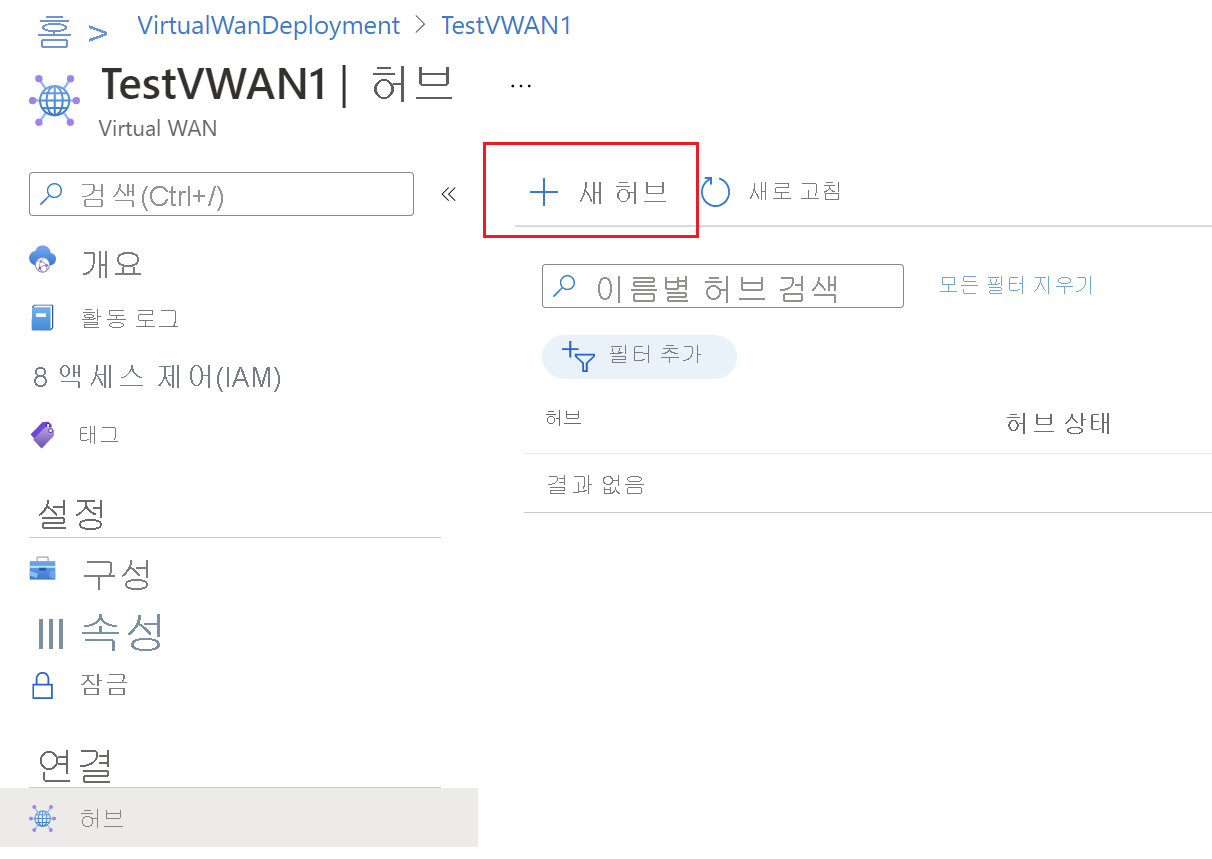 홈 > VirtualWanDeployment > TestVWAN1
TestVWAN1 | 허브 ...
Virtual WAN
검색(Ctrl+/) «
개요
활동 로그
8 액세스 제어(IAM)
태그
설정
구성
속성
잠금
연결
허브
+ 새 허브 새로 고침
이름별 허브 검색 모든 필터 지우기
필터 추가
허브 허브 상태
결과 없음